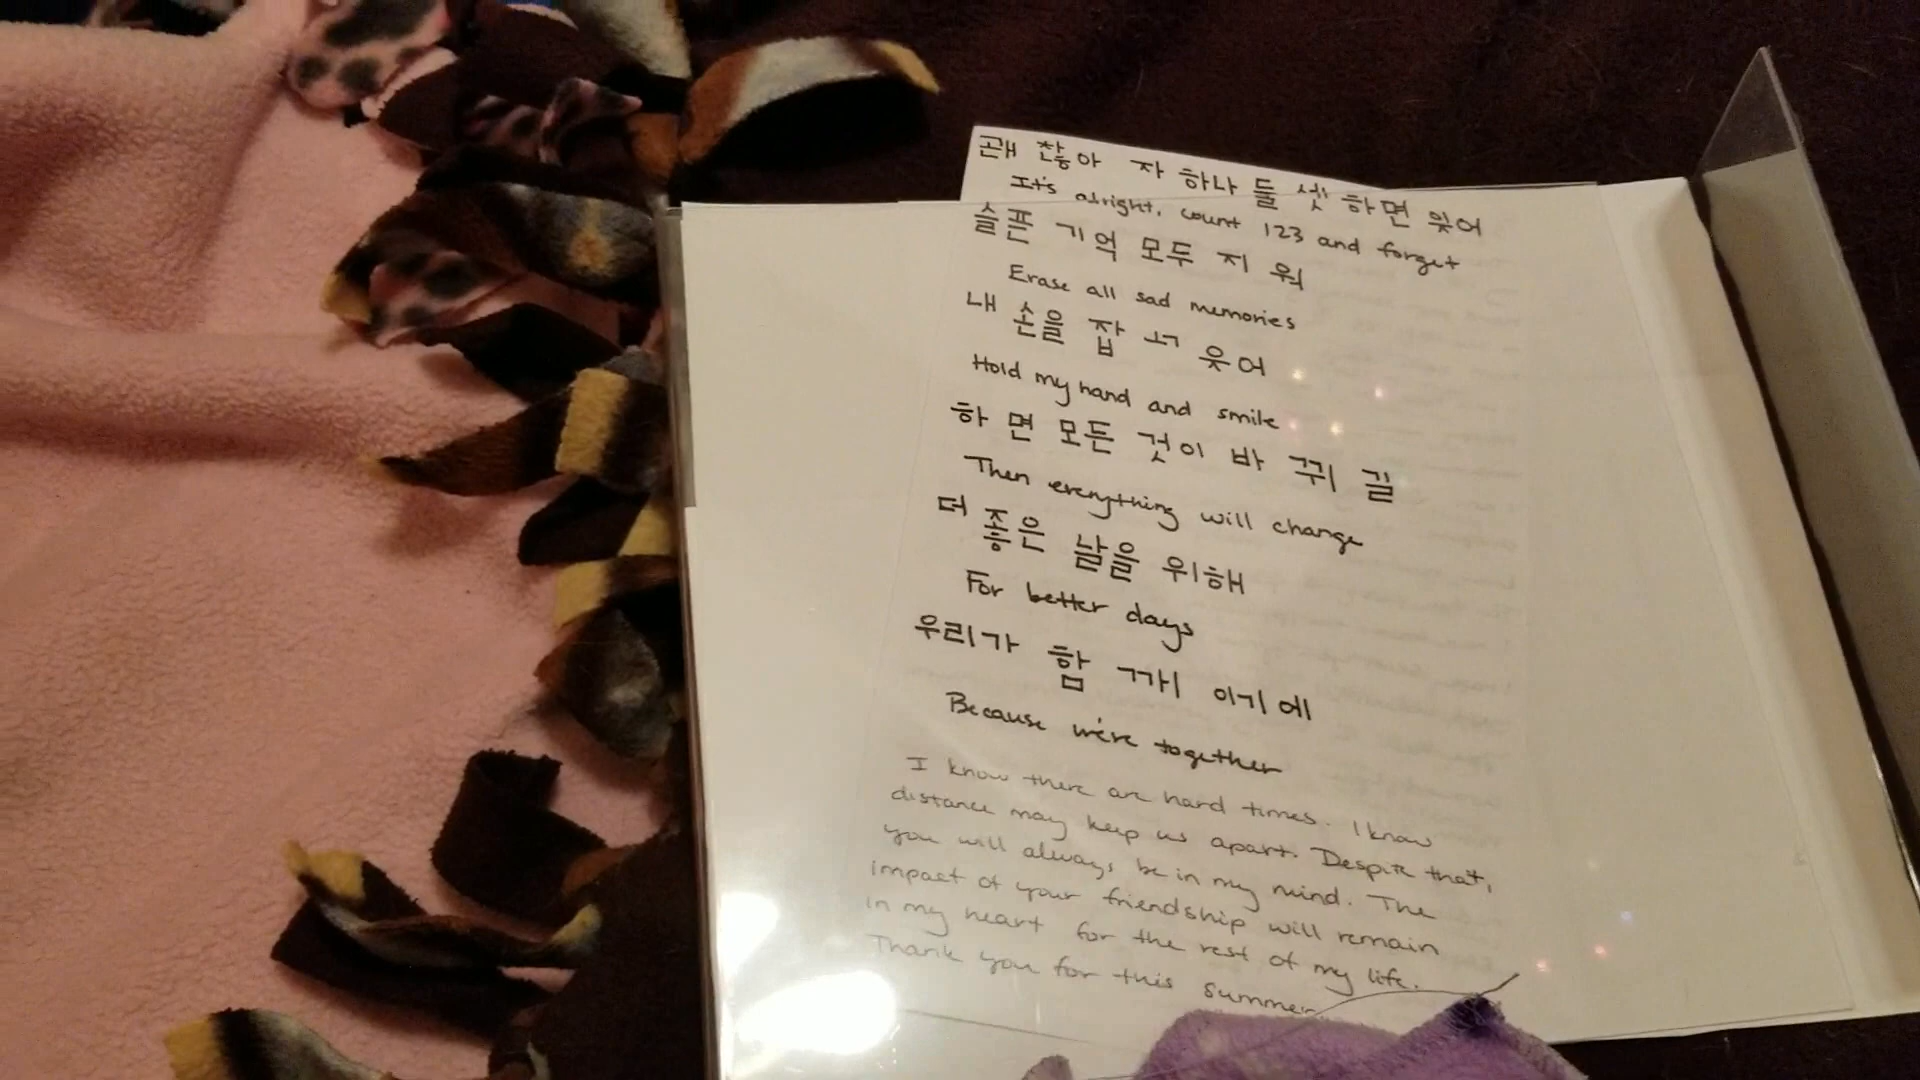 괜찮아 자 하나 둘 셋 하면 잊어
It's alright, count 123 and forget
슬픈 기억 모두 지워
Erase all sad memories
내 손을 잡고 웃어
Hold my hand and smile
하면 모든 것이 바뀌길
Then everything will change
더 좋은 날을 위해
For better days
우리가 함께이기에
Because we're together
I know there are hard times. I know
distance may keep us apart. Despite that,
you will always be in my mind. The
impact of your friendship will remain
in my heart for the rest of my life.
Thank you for this summer.